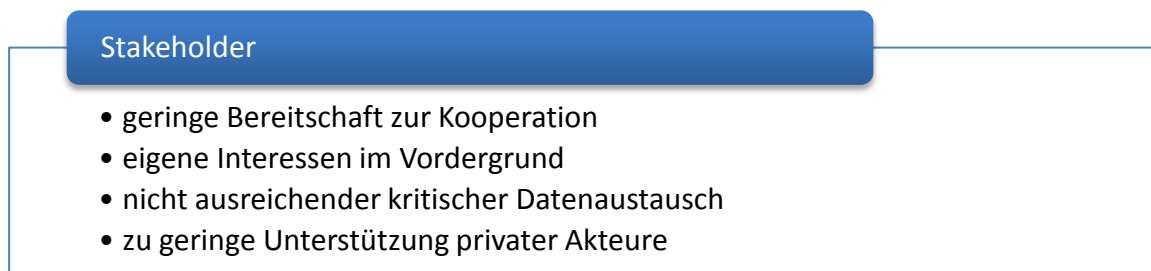 Stakeholder
• geringe Bereitschaft zur Kooperation
• eigene Interessen im Vordergrund
• nicht ausreichender kritischer Datenaustausch
• zu geringe Unterstützung privater Akteure